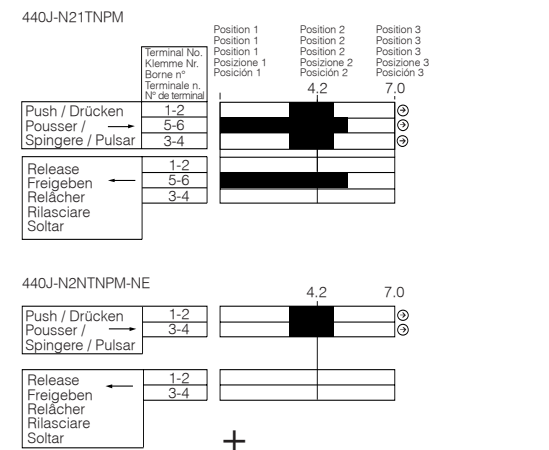 440J-N21TNPM
Position 1 Position 2 Position 3
Position 1 Position 2 Position 3
Position 1 Position 2 Position 3
Posizione 1 Posizione 2 Posizione 3
Posición 1 Posición 2 Posición 3
Terminal No.
Klemme Nr.
Borne n°
Terminale n.
N° de terminal
4.2 7.0
Push / Drücken
Pousser /
Spingere / Pulsar
1-2
5-6
3-4
Release
Freigeben
Relâcher
Rilasciare
Soltar
1-2
5-6
3-4
440J-N2NTNPM-NE
4.2 7.0
Push / Drücken
Pousser /
Spingere / Pulsar
1-2
3-4
Release
Freigeben
Relâcher
Rilasciare
Soltar
1-2
3-4